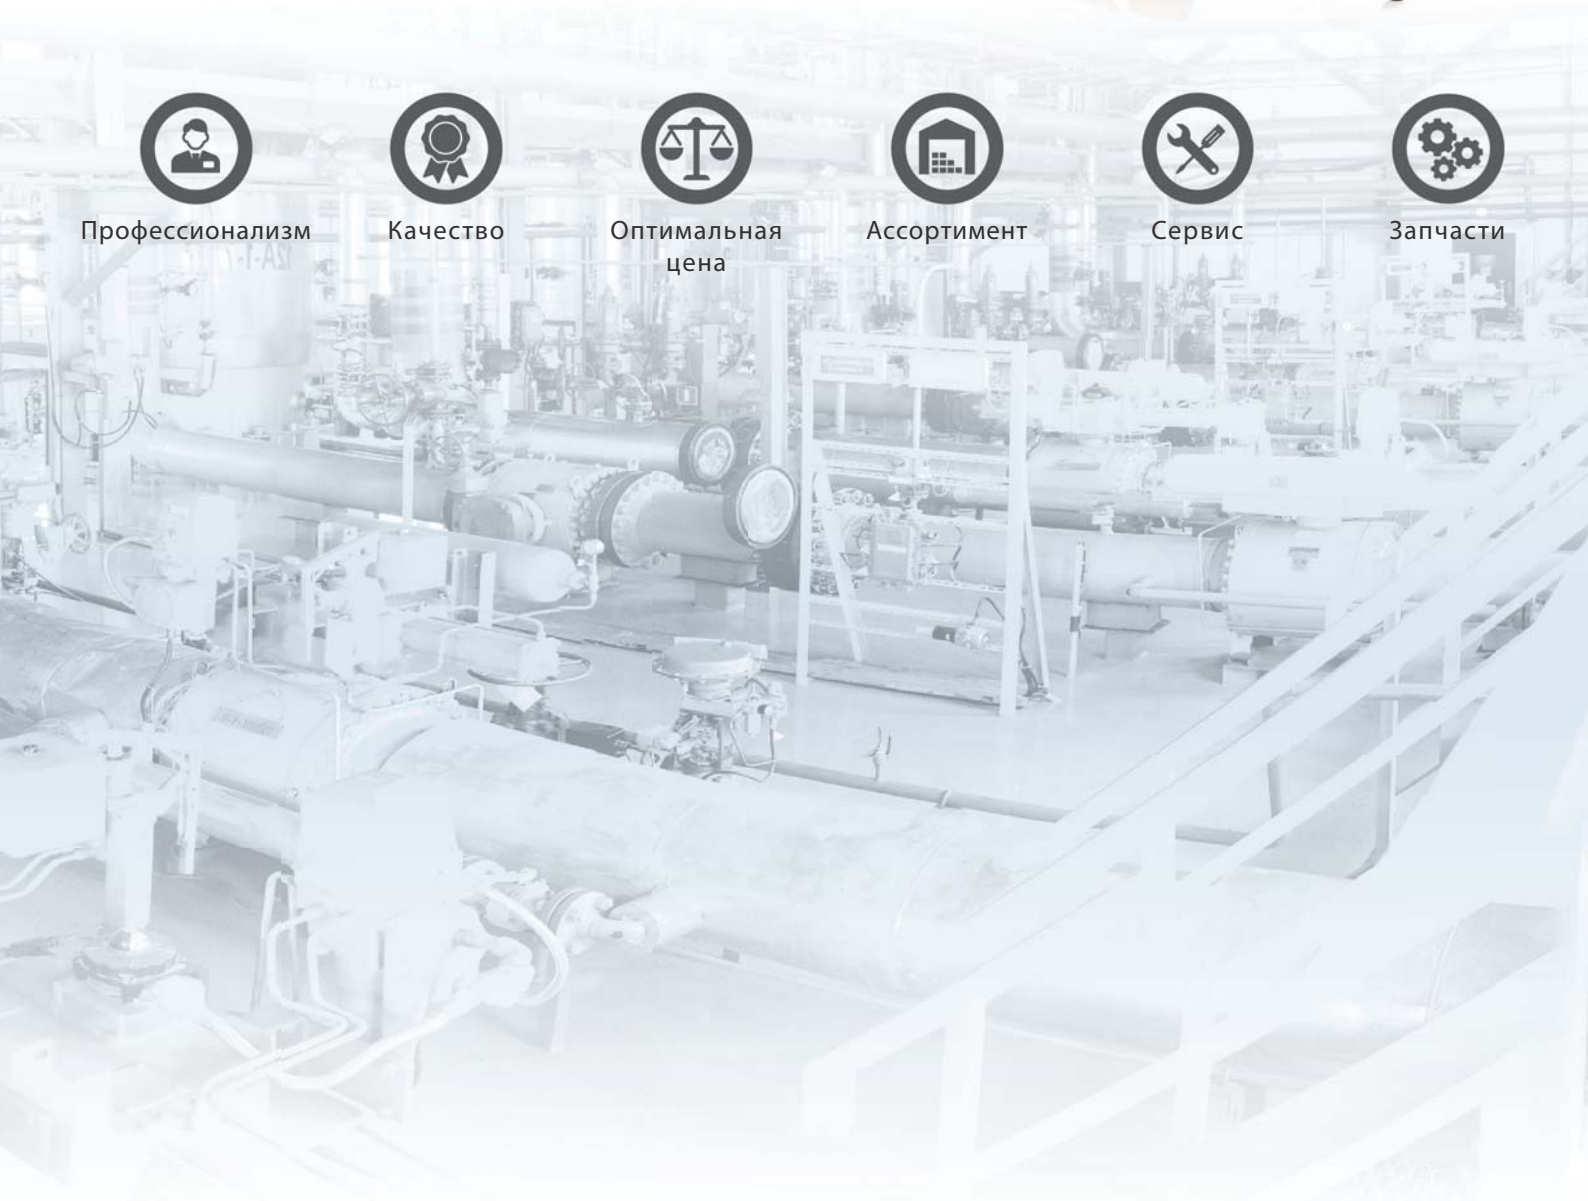 Профессионализм
Качество
Оптимальная
цена
Ассортимент
Сервис
Запчасти